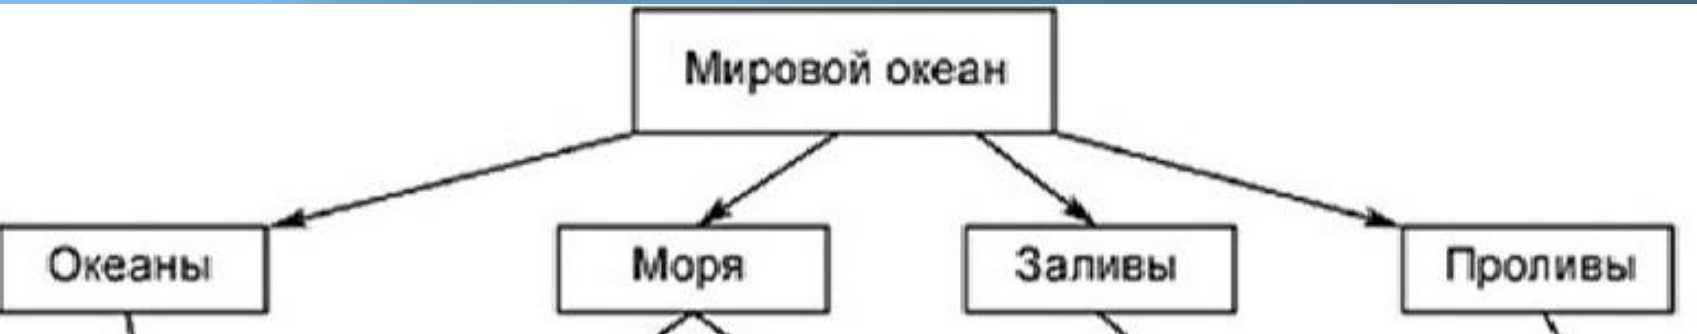 Мировой океан
Океаны
Моря
Заливы
Проливы